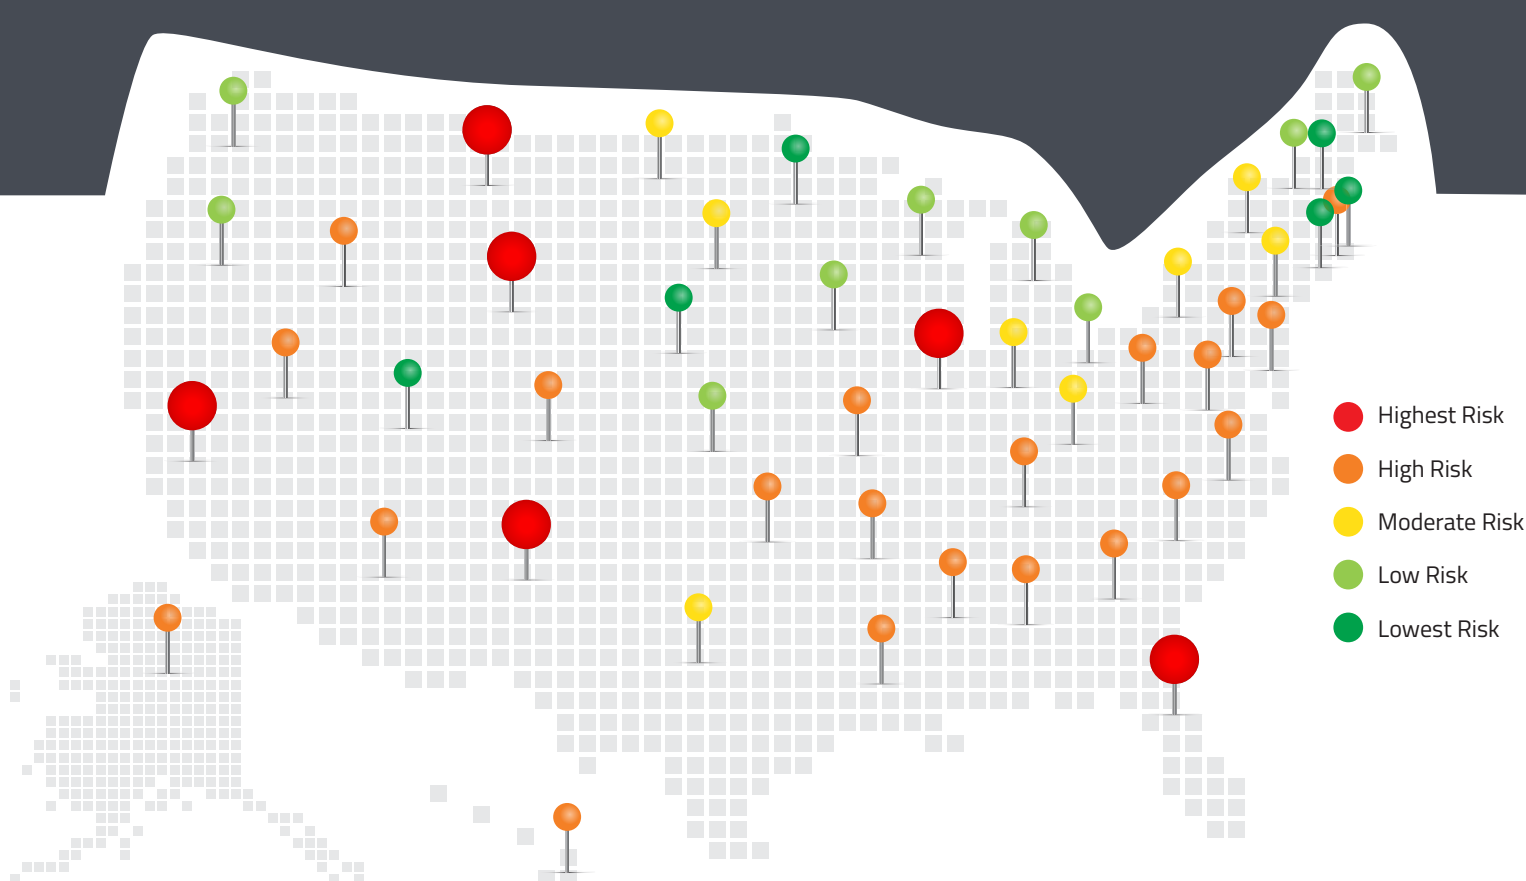 Highest Risk
High Risk
Moderate Risk
Low Risk
Lowest Risk